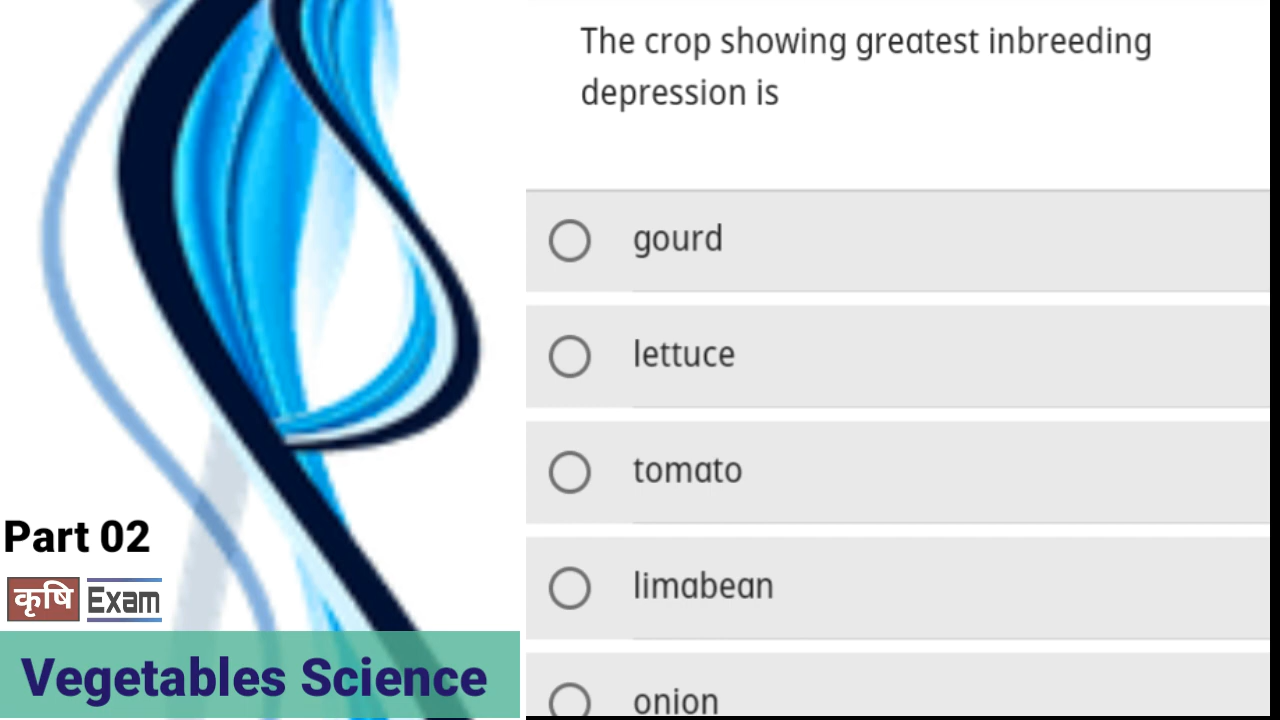 The crop showing greatest inbreeding
depression is
gourd
lettuce
tomato
limabean
onion
Part 02
कृषि Exam
Vegetables Science